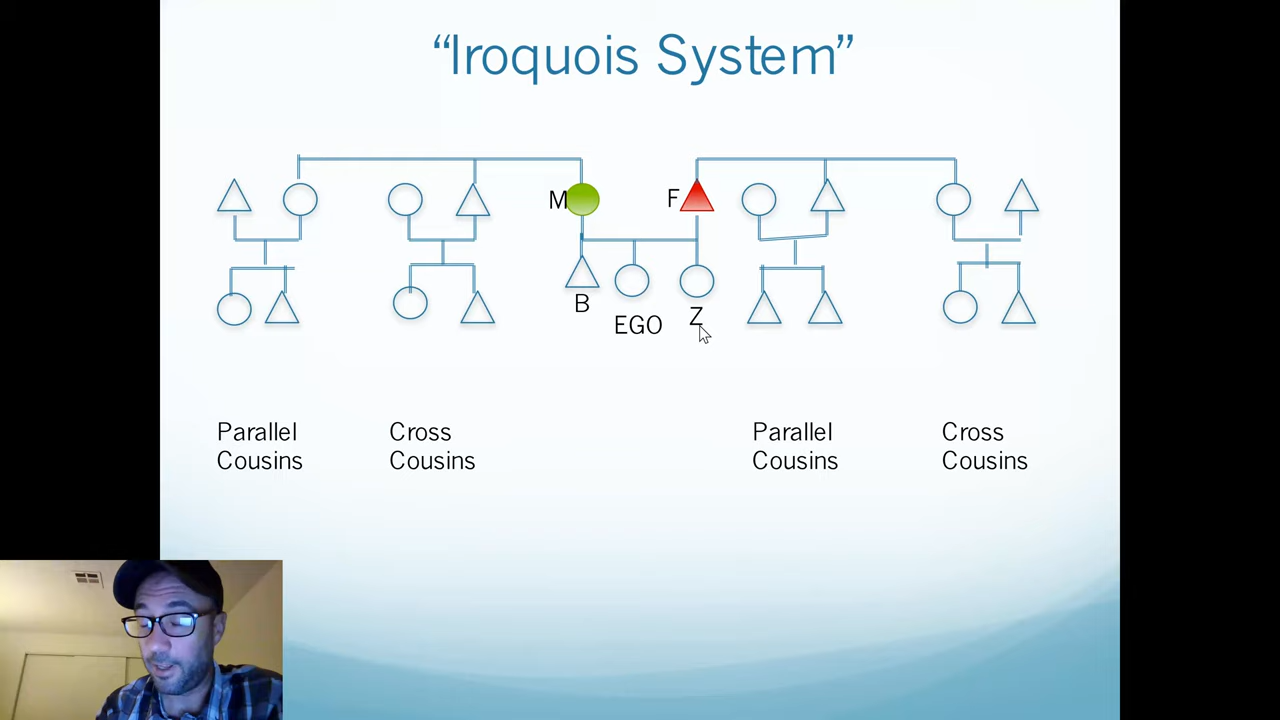 “Iroquois System”
M
F
B
EGO
Z
Parallel
Cousins
Cross
Cousins
Parallel
Cousins
Cross
Cousins